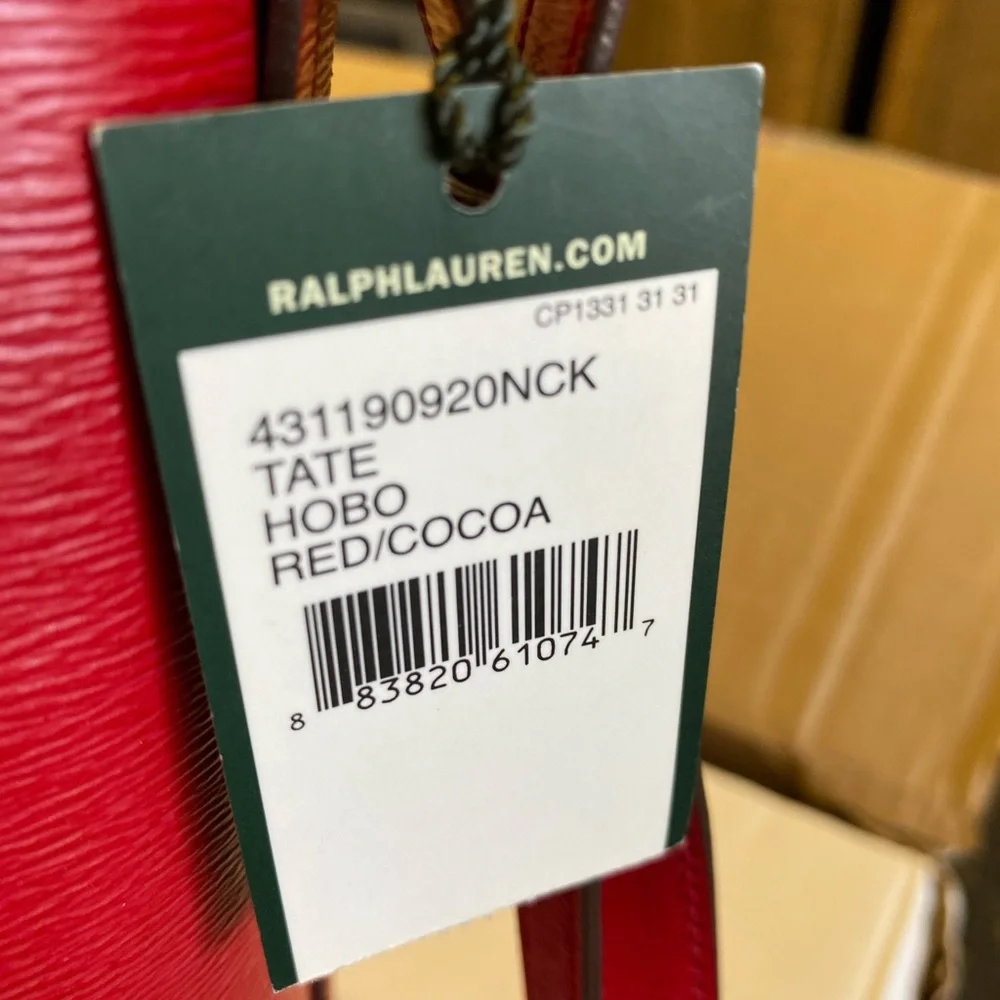 RALPHLAUREN.COM
CP1331 31 31
431190920NCK
TATE
HOBO
RED/COCOA
8 83820 61074 7